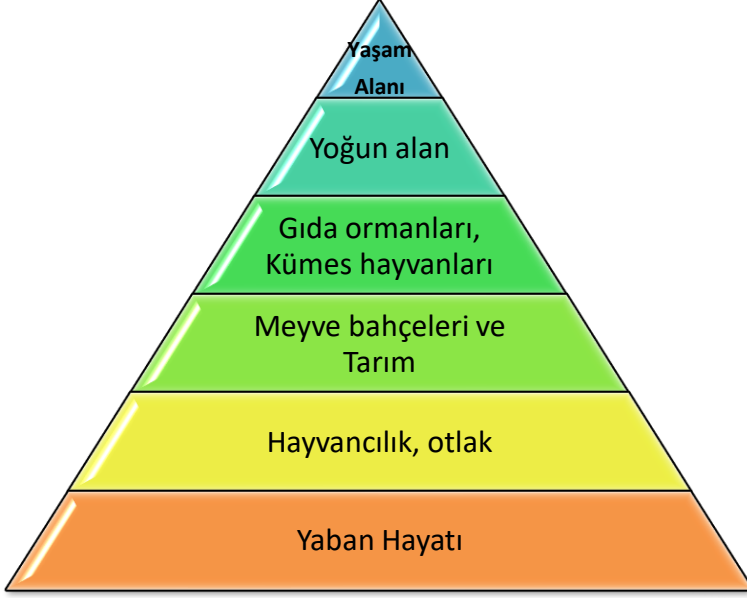 Yaşam
Alanı
Yoğun alan
Gıda ormanları,
Kümes hayvanları
Meyve bahçeleri ve
Tarım
Hayvancılık, otlak
Yaban Hayatı